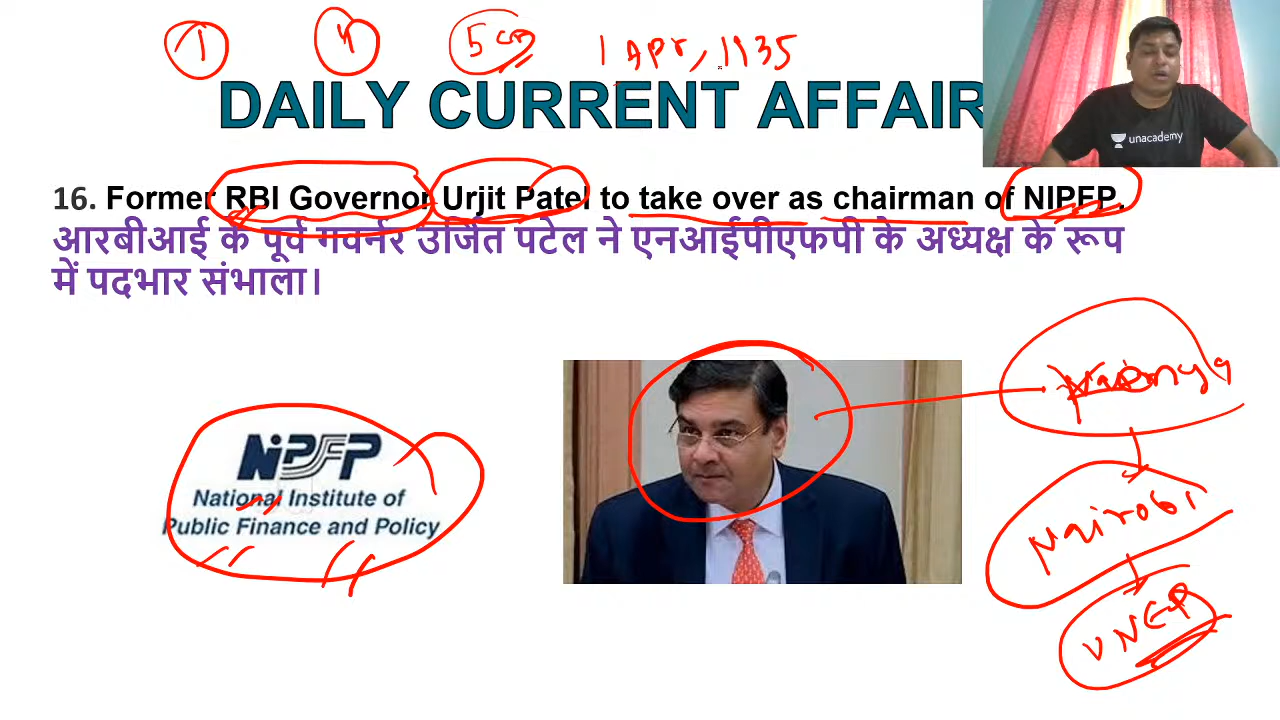 1 4 5 cr 1 Apr, 1935
DAILY CURRENT AFFAIR
unacademy
16. Former RBI Governor Urjit Patel to take over as chairman of NIPFP.
आरबीआई के पूर्व गवर्नर उर्जित पटेल ने एनआईपीएफपी के अध्यक्ष के रूप
में पदभार संभाला।
NIPFP
National Institute of
Public Finance and Policy
Nairobi
UNEP